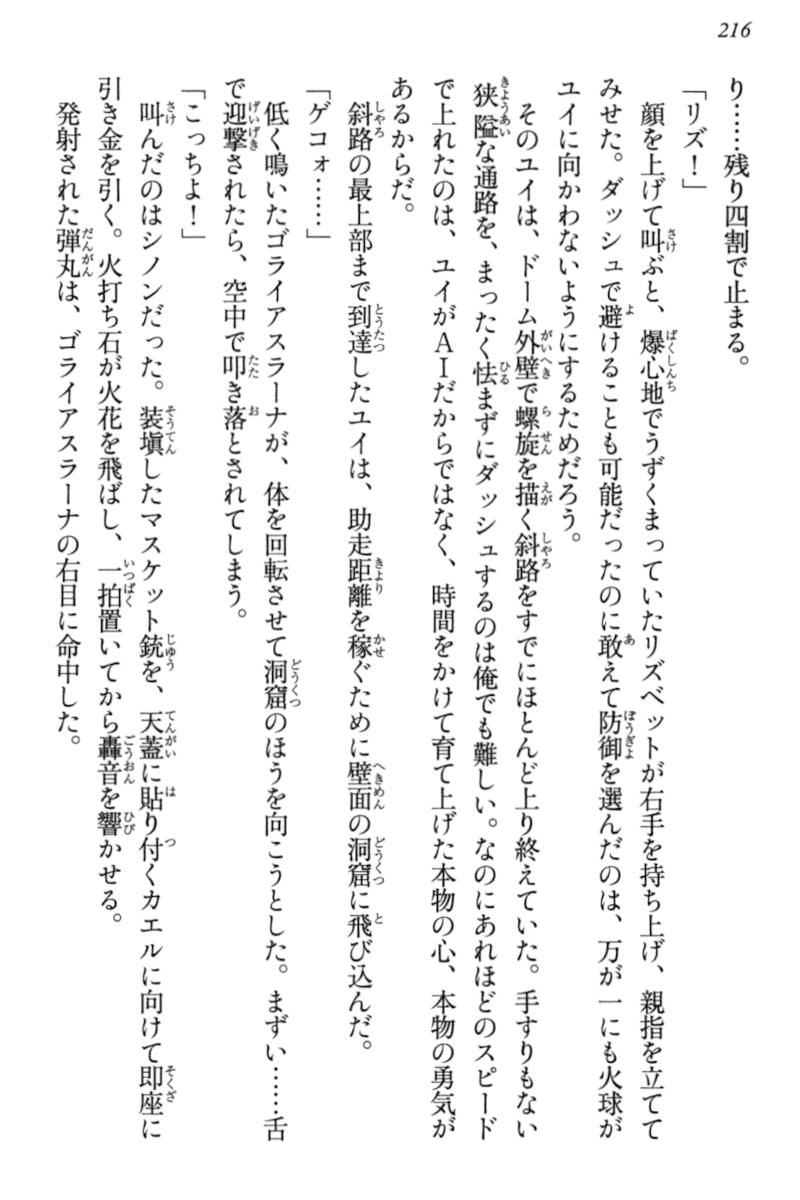 216
り……残り四割で止まる。
「リズ！」
顔を上げて叫ぶと、爆心地でうずくまっていたリズベットが右手を持ち上げ、親指を立てて
みせた。ダッシュで避けることも可能だったのに敢えて防御を選んだのは、万が一にも火球が
ユイに向かわないようにするためだろう。
そのユイは、ドーム外壁で螺旋を描く斜路をすでにほとんど上り終えていた。手すりもない
狭隘な通路を、まったく怯まずにダッシュするのは俺でも難しい。なのにあれほどのスピード
で上れたのは、ユイがＡＩだからではなく、時間をかけて育て上げた本物の心、本物の勇気が
あるからだ。
斜路の最上部まで到達したユイは、助走距離を稼ぐために壁面の洞窟に飛び込んだ。
「ゲコォ……」
低く鳴いたゴライアスラーナが、体を回転させて洞窟のほうを向こうとした。まずい……舌
で迎撃されたら、空中で叩き落とされてしまう。
「こっちよ！」
叫んだのはシノンだった。装塡したマスケット銃を、天蓋に貼り付くカエルに向けて即座に
引き金を引く。火打ち石が火花を飛ばし、一拍置いてから轟音を響かせる。
発射された弾丸は、ゴライアスラーナの右目に命中した。